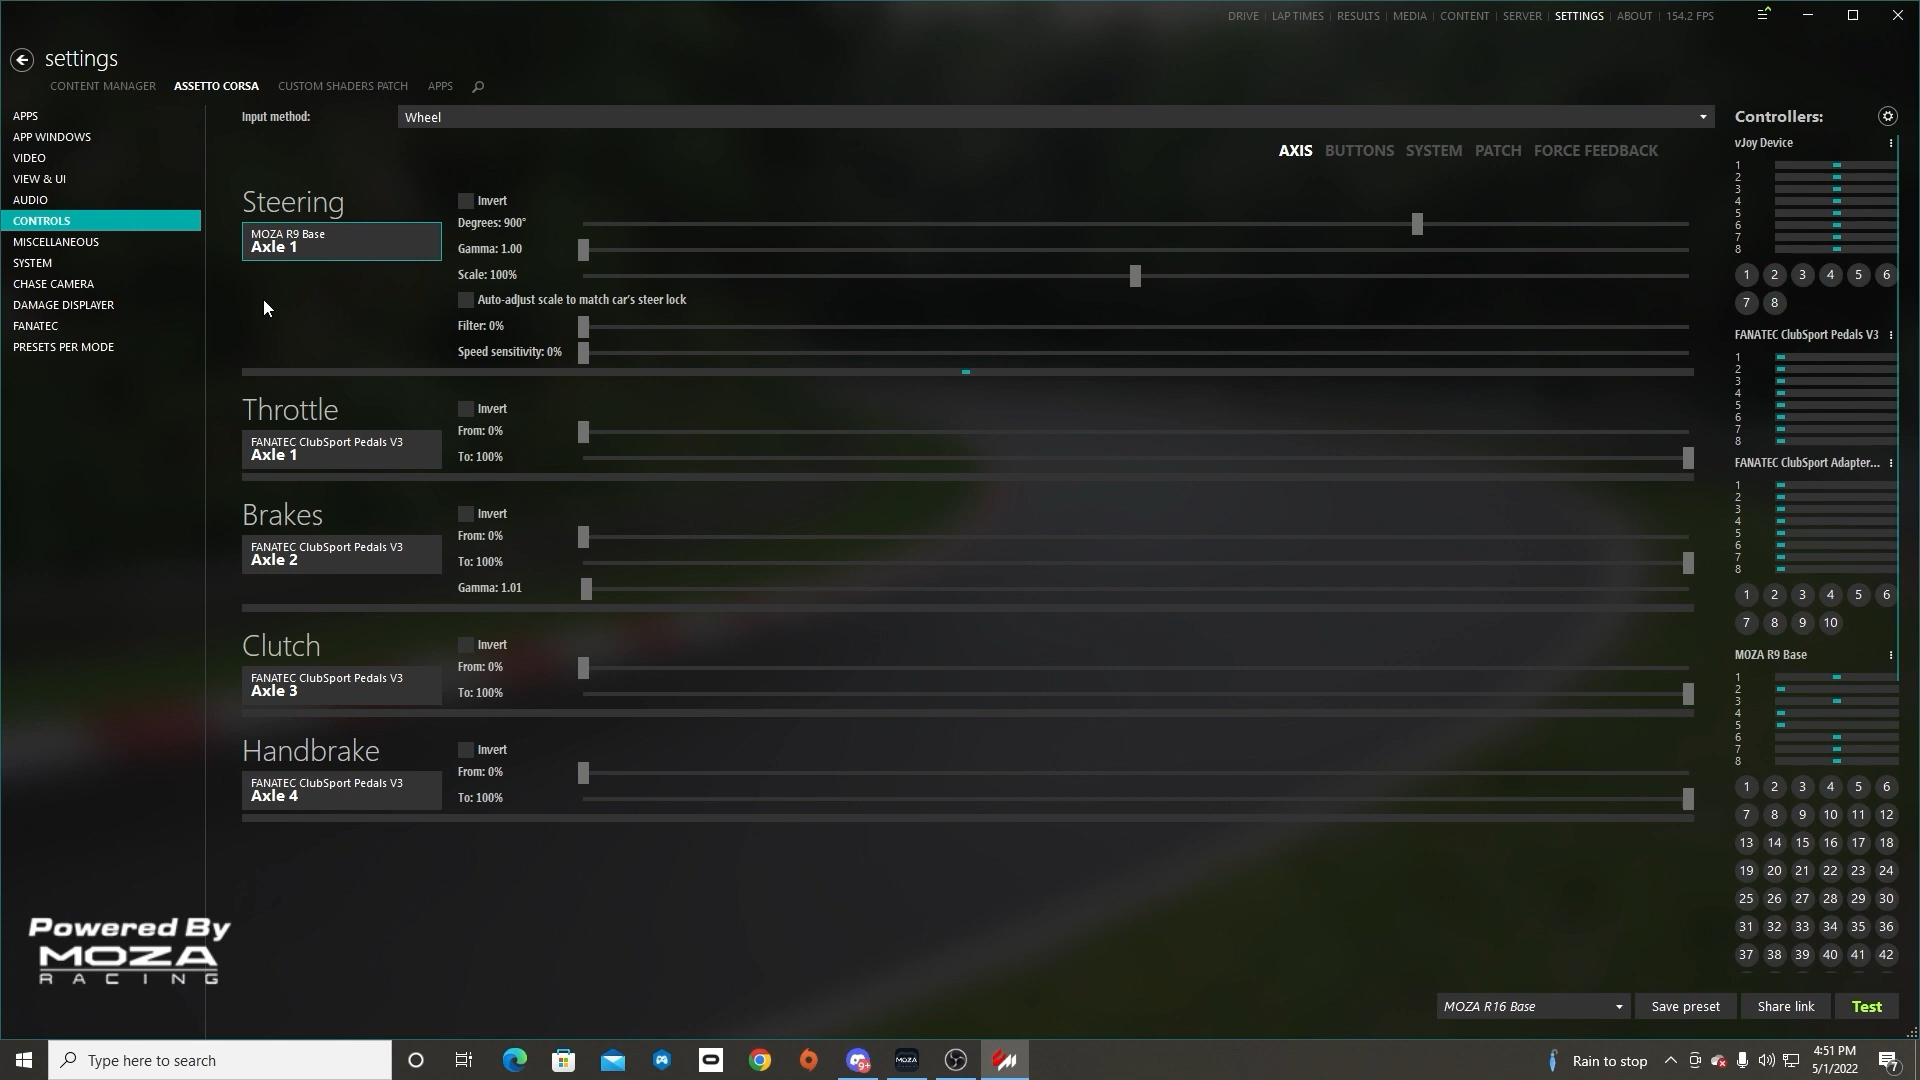 DRIVE | LAP TIMES | RESULTS | MEDIA | CONTENT | SERVER | SETTINGS | ABOUT | 154.2 FPS
settings
CONTENT MANAGER ASSETTO CORSA CUSTOM SHADERS PATCH APPS
APPS
APP WINDOWS
VIDEO
VIEW & UI
AUDIO
CONTROLS
MISCELLANEOUS
SYSTEM
CHASE CAMERA
DAMAGE DISPLAYER
FANATEC
PRESETS PER MODE
Input method: Wheel
AXIS BUTTONS SYSTEM PATCH FORCE FEEDBACK
Steering
MOZA R9 Base
Axle 1
Invert
Degrees: 900°
Gamma: 1.00
Scale: 100%
Auto-adjust scale to match car's steer lock
Filter: 0%
Speed sensitivity: 0%
Throttle
FANATEC ClubSport Pedals V3
Axle 1
Invert
From: 0%
To: 100%
Brakes
FANATEC ClubSport Pedals V3
Axle 2
Invert
From: 0%
To: 100%
Gamma: 1.01
Clutch
FANATEC ClubSport Pedals V3
Axle 3
Invert
From: 0%
To: 100%
Handbrake
FANATEC ClubSport Pedals V3
Axle 4
Invert
From: 0%
To: 100%
Controllers:
vJoy Device
1
2
3
4
5
6
7
8
1 2 3 4 5 6
7 8
FANATEC ClubSport Pedals V3
1
2
3
4
5
6
7
8
FANATEC ClubSport Adapter...
1
2
3
4
5
6
7
8
1 2 3 4 5 6
7 8 9 10
MOZA R9 Base
1
2
3
4
5
6
7
8
1 2 3 4 5 6
7 8 9 10 11 12
13 14 15 16 17 18
19 20 21 22 23 24
25 26 27 28 29 30
31 32 33 34 35 36
37 38 39 40 41 42
MOZA R16 Base Save preset Share link Test
Powered By
MOZA
RACING
Type here to search
9+
MOZA
Rain to stop
4:51 PM
5/1/2022
7